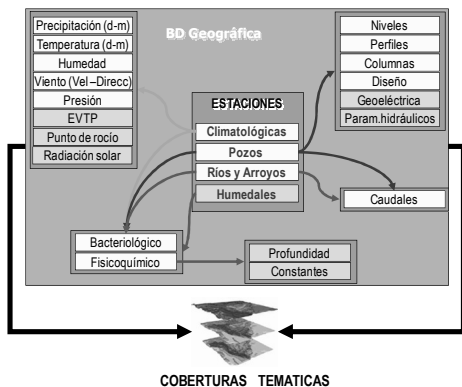 BD Geográfica
Precipitación (d-m)
Temperatura (d-m)
Humedad
Viento (Vel –Direcc)
Presión
EVTP
Punto de rocío
Radiación solar
ESTACIONES
Climatológicas
Pozos
Ríos y Arroyos
Humedales
Niveles
Perfiles
Columnas
Diseño
Geoeléctrica
Param.hidráulicos
Caudales
Bacteriológico
Fisicoquímico
Profundidad
Constantes
COBERTURAS TEMATICAS